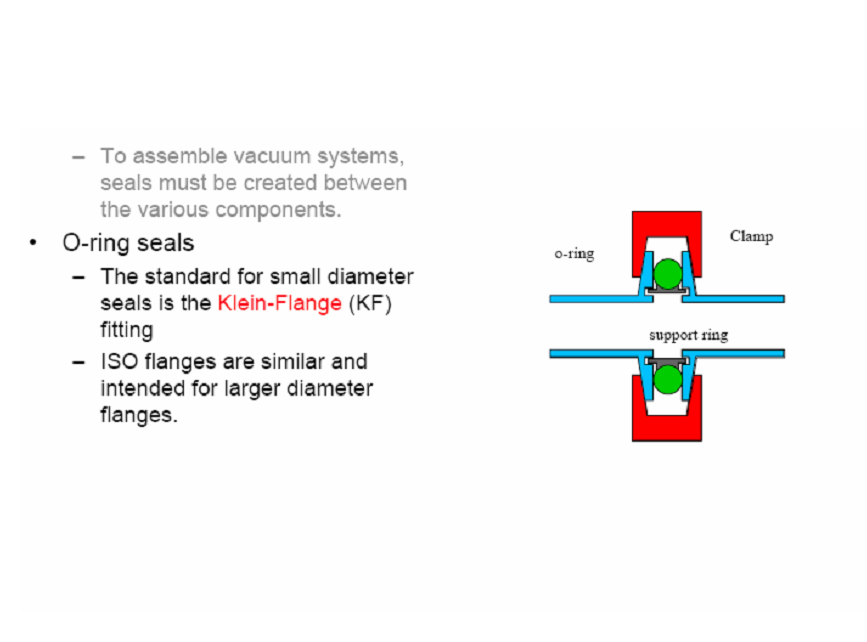 – To assemble vacuum systems,
seals must be created between
the various components.
• O-ring seals
– The standard for small diameter
seals is the Klein-Flange (KF)
fitting
– ISO flanges are similar and
intended for larger diameter
flanges.
Clamp
o-ring
support ring